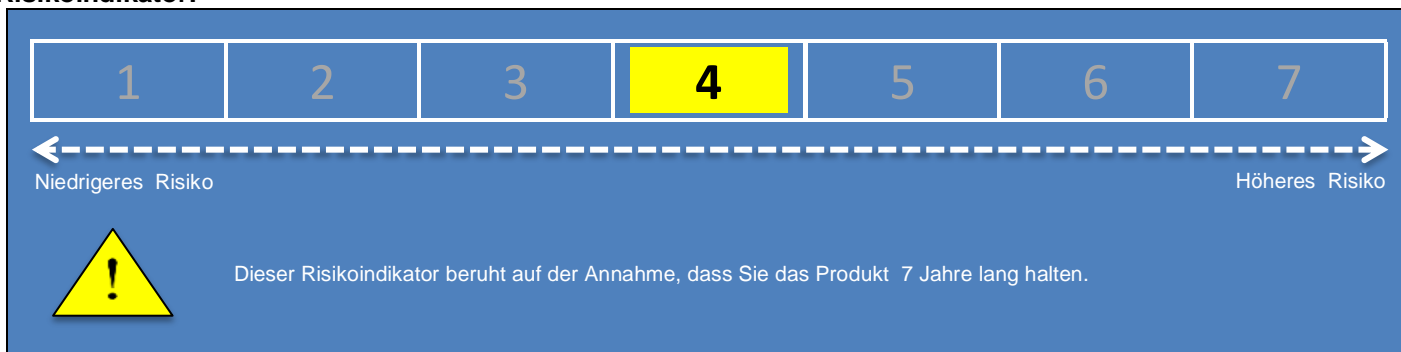 Risikoindikator:
1 2 3 4 5 6 7
Niedrigeres Risiko Höheres Risiko
!
Dieser Risikoindikator beruht auf der Annahme, dass Sie das Produkt 7 Jahre lang halten.